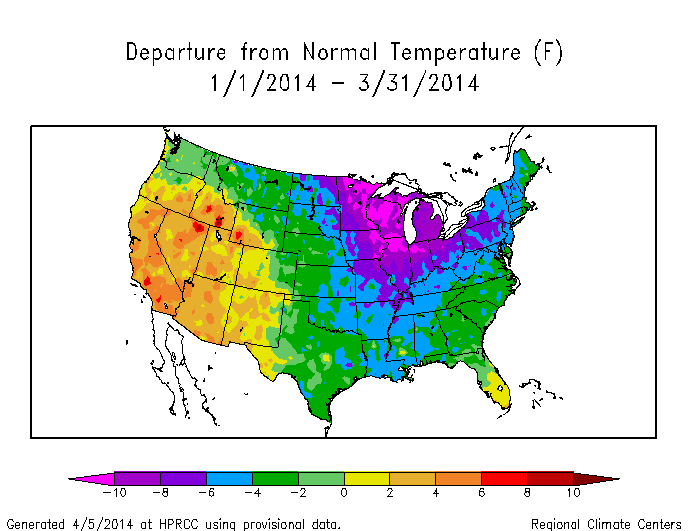 Departure from Normal Temperature (F)
1/1/2014 – 3/31/2014
−10 −8 −6 −4 −2 0 2 4 6 8 10
Generated 4/5/2014 at HPRCC using provisional data. Regional Climate Centers